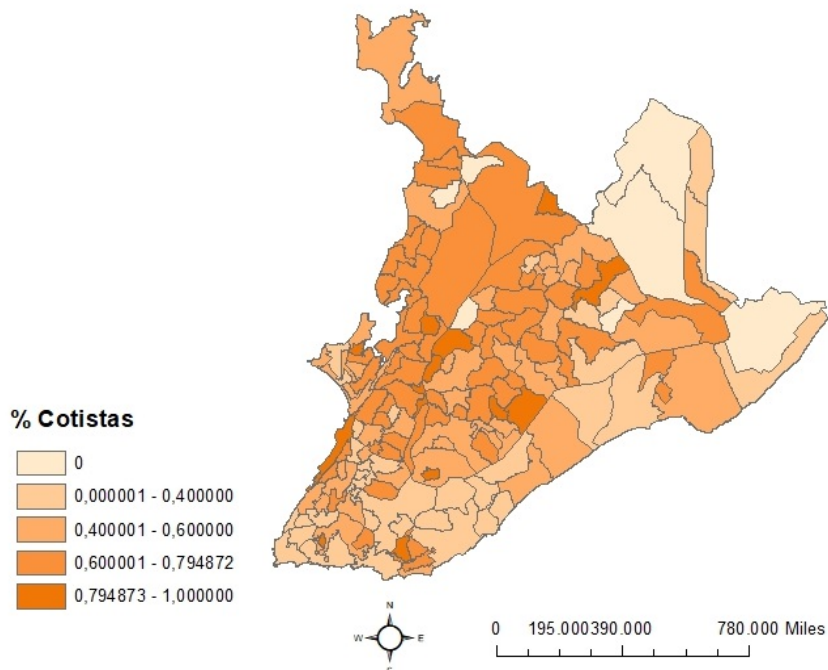 % Cotistas
0
0,000001 - 0,400000
0,400001 - 0,600000
0,600001 - 0,794872
0,794873 - 1,000000
N
W E
0 195.000390.000 780.000 Miles